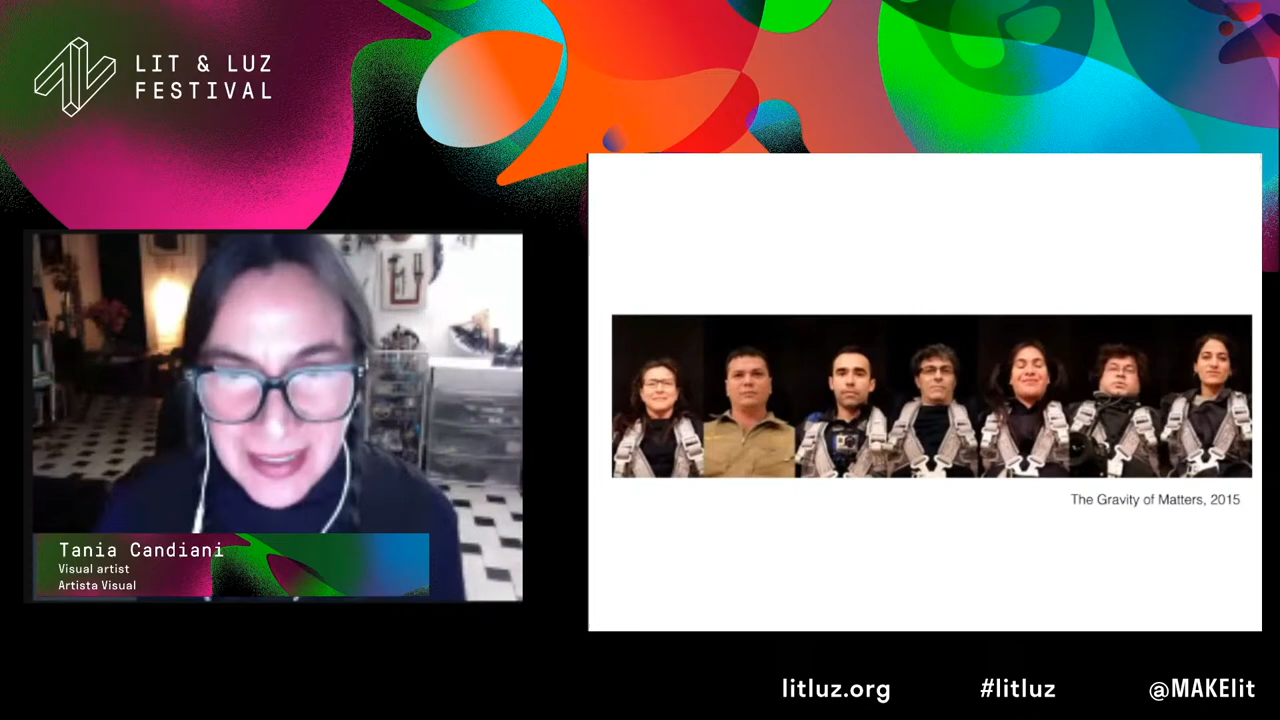 LIT & LUZ
FESTIVAL
Tania Candiani
Visual artist
Artista Visual
The Gravity of Matters, 2015
litluz.org
#litluz
@MAKElit